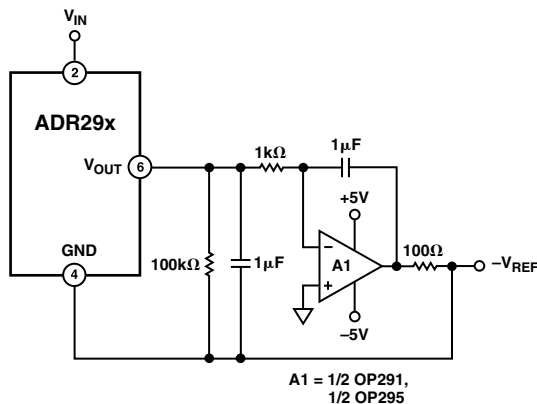 V_IN
2
ADR29x
V_OUT
6
GND
4
1kΩ
1µF
100kΩ
1µF
+5V
−
A1
+
−5V
100Ω
−V_REF
A1 = 1/2 OP291,
1/2 OP295